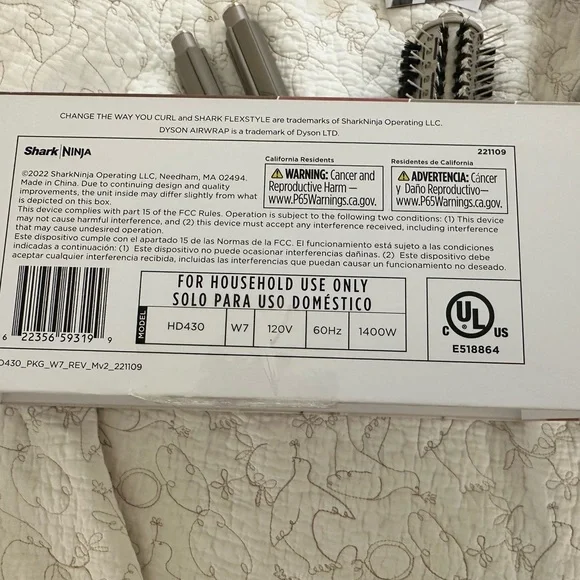 CHANGE THE WAY YOU CURL and SHARK FLEXSTYLE are trademarks of SharkNinja Operating LLC.
DYSON AIRWRAP is a trademark of Dyson LTD.
Shark | NINJA
221109
©2022 SharkNinja Operating LLC, Needham, MA 02494.
Made in China. Due to continuing design and quality
improvements, the unit inside may differ slightly from what
is depicted on this box.
California Residents
⚠ WARNING: Cancer and
Reproductive Harm –
www.P65Warnings.ca.gov.
Residentes de California
⚠ ADVERTENCIA: Cáncer
y Daño Reproductivo–
www.P65Warnings.ca.gov.
This device complies with part 15 of the FCC Rules. Operation is subject to the following two conditions: (1) This device
may not cause harmful interference, and (2) this device must accept any interference received, including interference
that may cause undesired operation.
Este dispositivo cumple con el apartado 15 de las Normas de la FCC. El funcionamiento está sujeto a las condiciones
indicadas a continuación: (1) Este dispositivo no puede ocasionar interferencias dañinas. (2) Este dispositivo debe
aceptar cualquier interferencia recibida, incluidas las interferencias que puedan causar un funcionamiento no deseado.
6 22356 59319 9
FOR HOUSEHOLD USE ONLY
SOLO PARA USO DOMÉSTICO
MODEL
HD430 W7 120V 60Hz 1400W
C UL US
E518864
D430_PKG_W7_REV_Mv2_221109